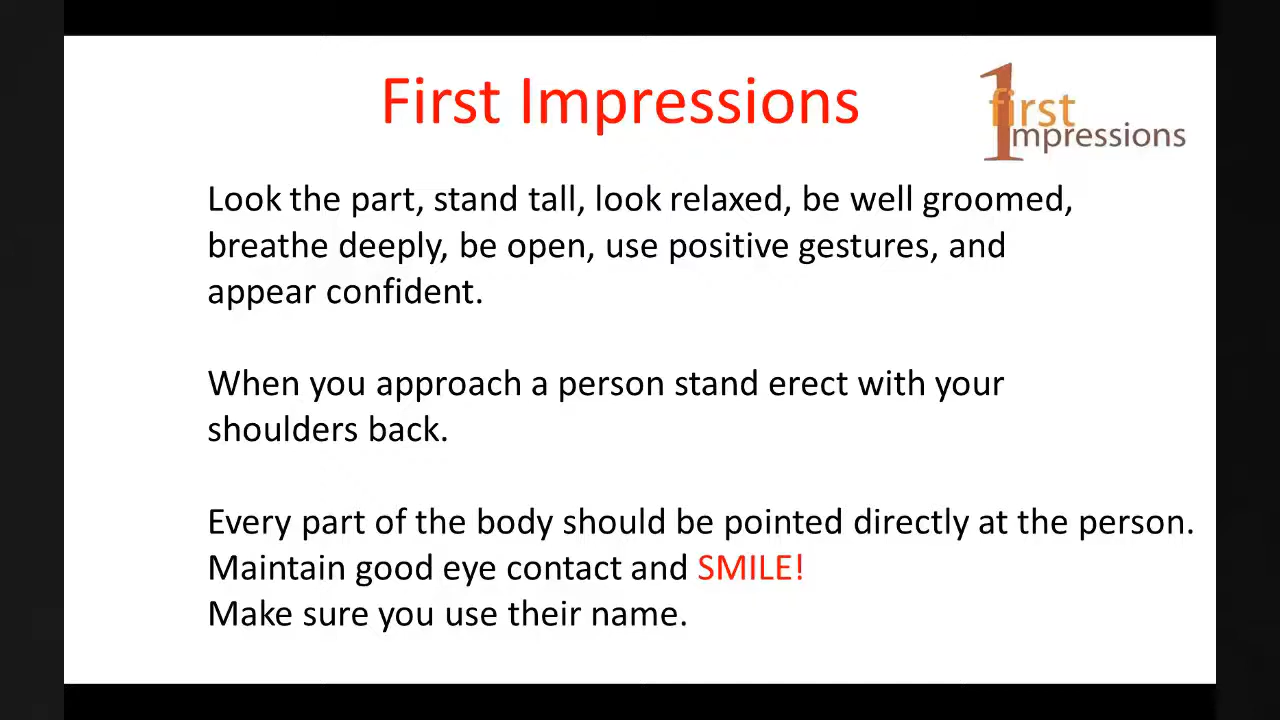 First Impressions
1
first
impressions
Look the part, stand tall, look relaxed, be well groomed,
breathe deeply, be open, use positive gestures, and
appear confident.
When you approach a person stand erect with your
shoulders back.
Every part of the body should be pointed directly at the person.
Maintain good eye contact and SMILE!
Make sure you use their name.